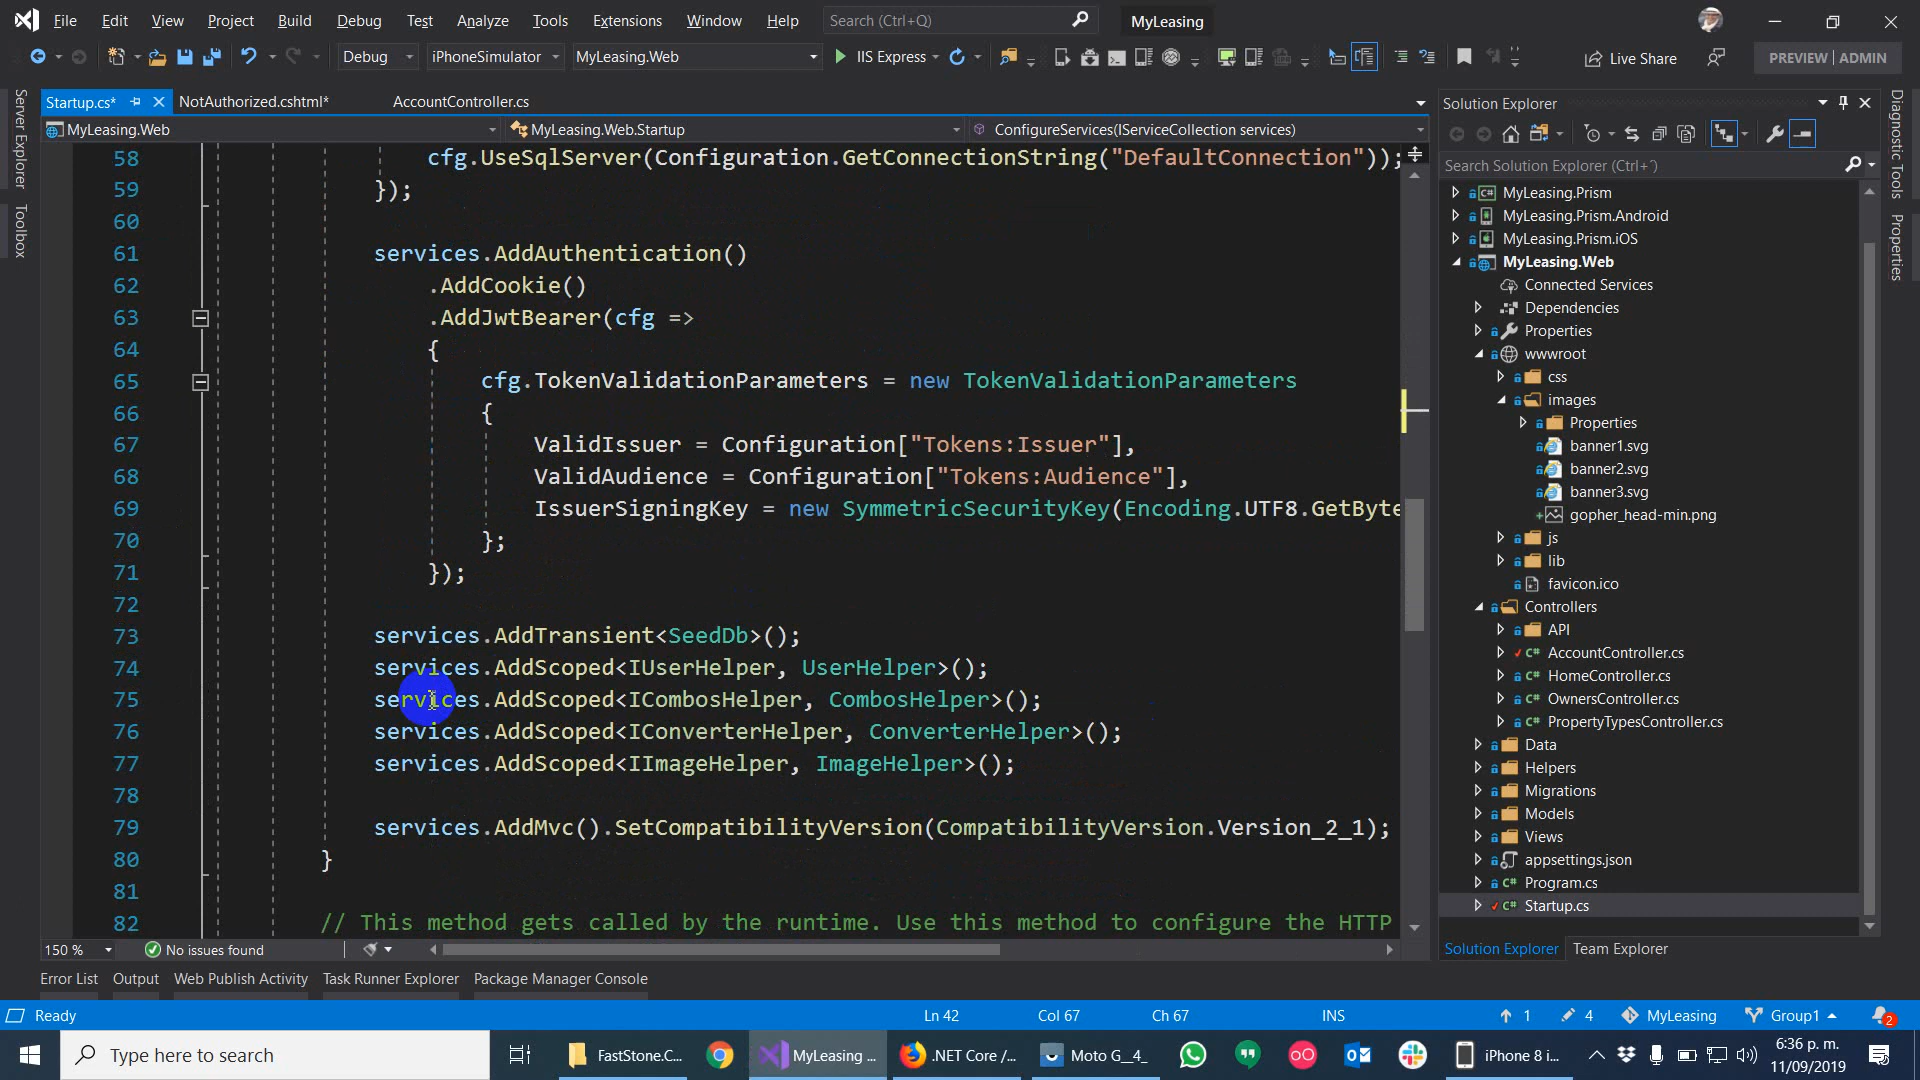 File Edit View Project Build Debug Test Analyze Tools Extensions Window Help Search (Ctrl+Q) MyLeasing
Debug iPhoneSimulator MyLeasing.Web IIS Express Live Share PREVIEW | ADMIN
Server Explorer
Toolbox
Startup.cs* NotAuthorized.cshtml* AccountController.cs
MyLeasing.Web MyLeasing.Web.Startup ConfigureServices(IServiceCollection services)
58 cfg.UseSqlServer(Configuration.GetConnectionString("DefaultConnection"));
59 });
60
61 services.AddAuthentication()
62 .AddCookie()
63 .AddJwtBearer(cfg =>
64 {
65 cfg.TokenValidationParameters = new TokenValidationParameters
66 {
67 ValidIssuer = Configuration["Tokens:Issuer"],
68 ValidAudience = Configuration["Tokens:Audience"],
69 IssuerSigningKey = new SymmetricSecurityKey(Encoding.UTF8.GetByte
70 };
71 });
72
73 services.AddTransient<SeedDb>();
74 services.AddScoped<IUserHelper, UserHelper>();
75 services.AddScoped<ICombosHelper, CombosHelper>();
76 services.AddScoped<IConverterHelper, ConverterHelper>();
77 services.AddScoped<IImageHelper, ImageHelper>();
78
79 services.AddMvc().SetCompatibilityVersion(CompatibilityVersion.Version_2_1);
80 }
81
82 // This method gets called by the runtime. Use this method to configure the HTTP
150 % No issues found
Solution Explorer
Search Solution Explorer (Ctrl+´)
MyLeasing.Prism
MyLeasing.Prism.Android
MyLeasing.Prism.iOS
MyLeasing.Web
Connected Services
Dependencies
Properties
wwwroot
css
images
Properties
banner1.svg
banner2.svg
banner3.svg
gopher_head-min.png
js
lib
favicon.ico
Controllers
API
AccountController.cs
HomeController.cs
OwnersController.cs
PropertyTypesController.cs
Data
Helpers
Migrations
Models
Views
appsettings.json
Program.cs
Startup.cs
Solution Explorer Team Explorer
Diagnostic Tools
Properties
Error List Output Web Publish Activity Task Runner Explorer Package Manager Console
Ready Ln 42 Col 67 Ch 67 INS 1 4 MyLeasing Group1 2
Type here to search FastStone.C... MyLeasing ... .NET Core /... Moto G__4_ iPhone 8 i... 6:36 p. m.
11/09/2019